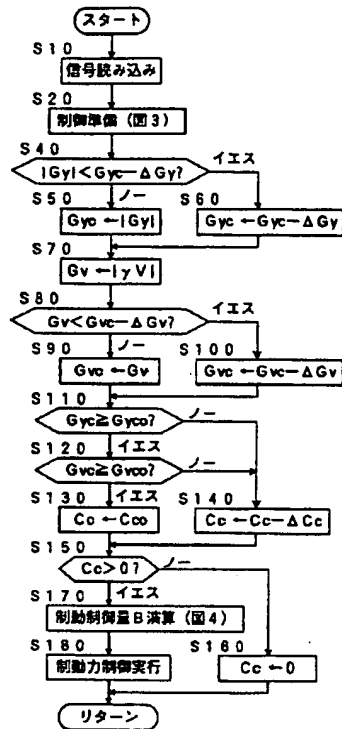 スタート
S10
信号読み込み
S20
制御準備(図3)
S40
|Gy|<Gyc-ΔGy?
イエス
S50
ノー
S60
Gyc←|Gy|
Gyc←Gyc-ΔGy
S70
Gv←|γV|
S80
Gv<Gvc-ΔGv?
イエス
S90
ノー
S100
Gvc←Gv
Gvc←Gvc-ΔGv
S110
Gyc≧Gyco?
ノー
S120
イエス
Gvc≧Gvco?
ノー
S130
イエス
S140
Cc←Cco
Cc←Cc-ΔCc
S150
Cc>0?
ノー
S170
イエス
制動制御量B演算(図4)
S180
S160
制動力制御実行
Cc←0
リターン